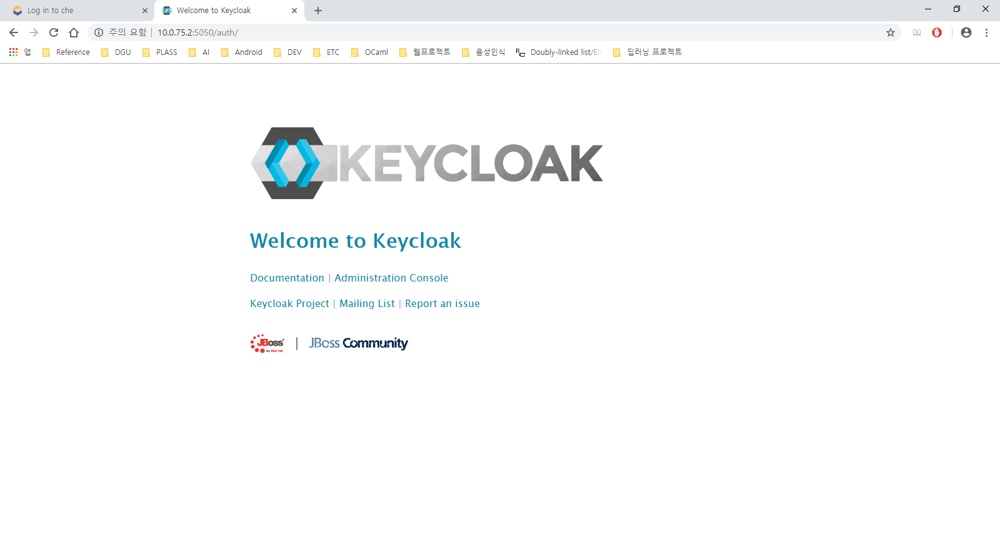 Log in to che
Welcome to Keycloak
주의 요함 | 10.0.75.2:5050/auth/
앱 Reference DGU PLASS AI Android DEV ETC OCaml 웹프로젝트 음성인식 RC Doubly-linked list/Ele 딥러닝 프로젝트
KEYCLOAK
Welcome to Keycloak
Documentation | Administration Console
Keycloak Project | Mailing List | Report an issue
JBoss by Red Hat | JBoss Community